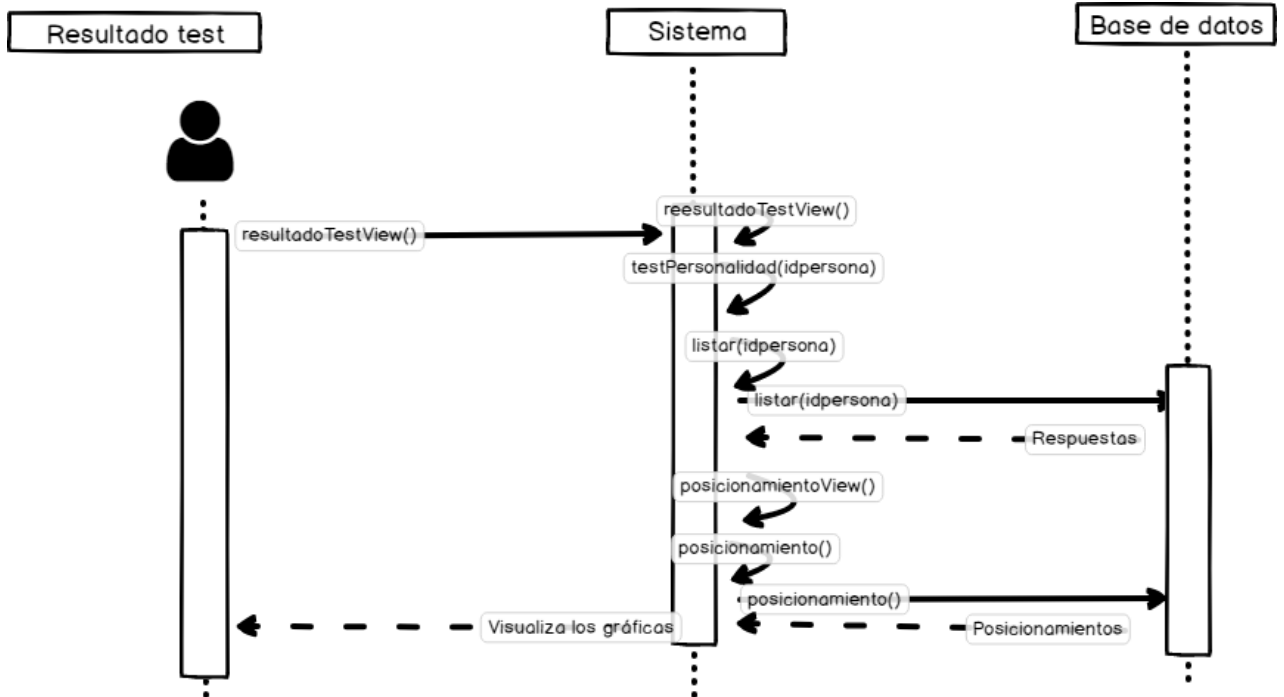 Resultado test
Sistema
Base de datos
reesultadoTestView()
resultadoTestView()
testPersonalidad(idpersona)
listar(idpersona)
listar(idpersona)
Respuestas
posicionamientoView()
posicionamiento()
posicionamiento()
Visualiza los gráficas
Posicionamientos